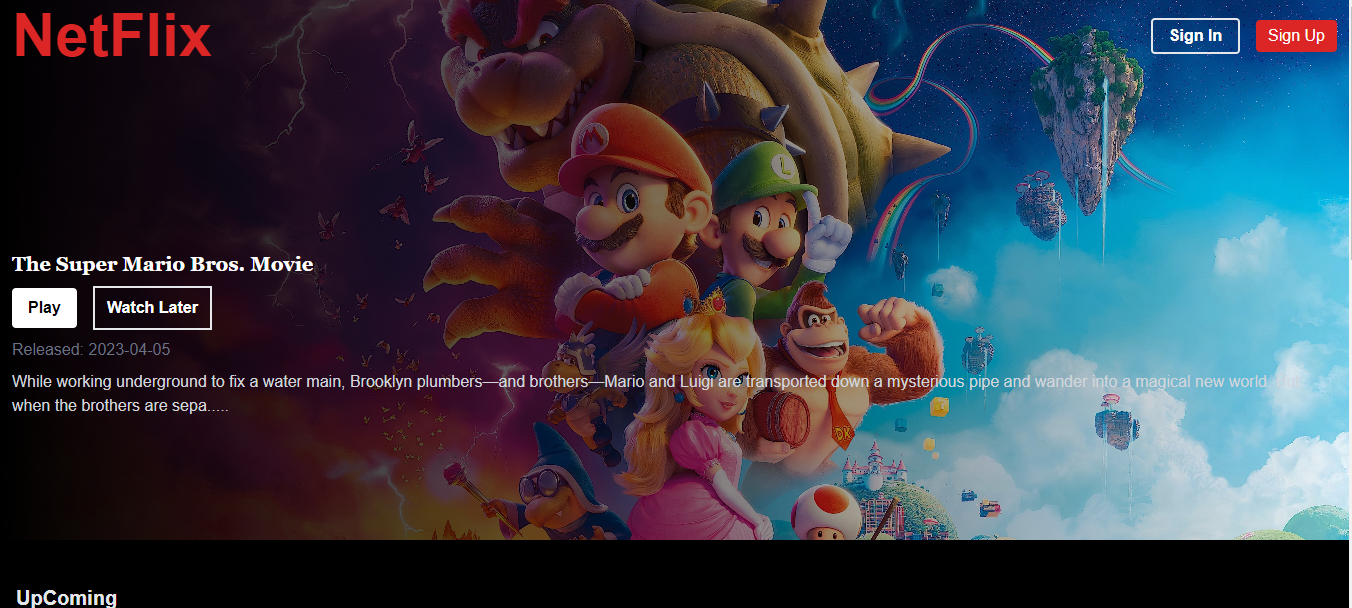 NetFlix
Sign In
Sign Up
The Super Mario Bros. Movie
Play
Watch Later
Released: 2023-04-05
While working underground to fix a water main, Brooklyn plumbers—and brothers—Mario and Luigi are transported down a mysterious pipe and wander into a magical new world.
when the brothers are sepa.....
UpComing
M
L
DK